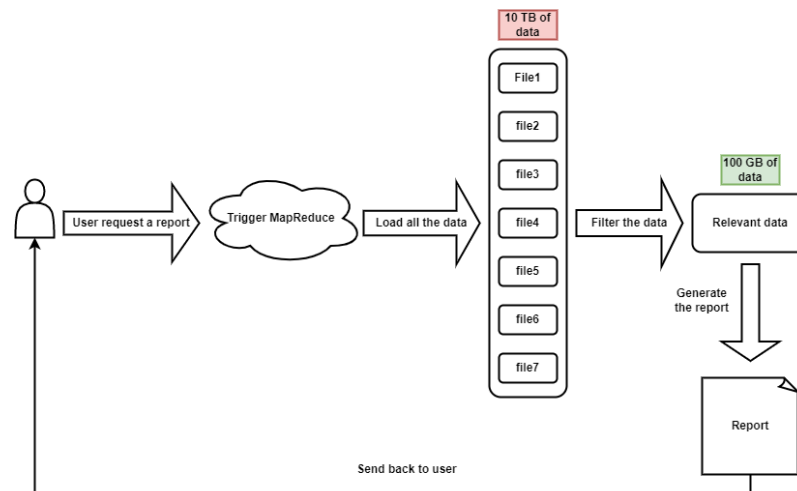 10 TB of
data
File1
file2
file3
file4
file5
file6
file7
User request a report
Trigger MapReduce
Load all the data
Filter the data
100 GB of
data
Relevant data
Generate
the report
Report
Send back to user